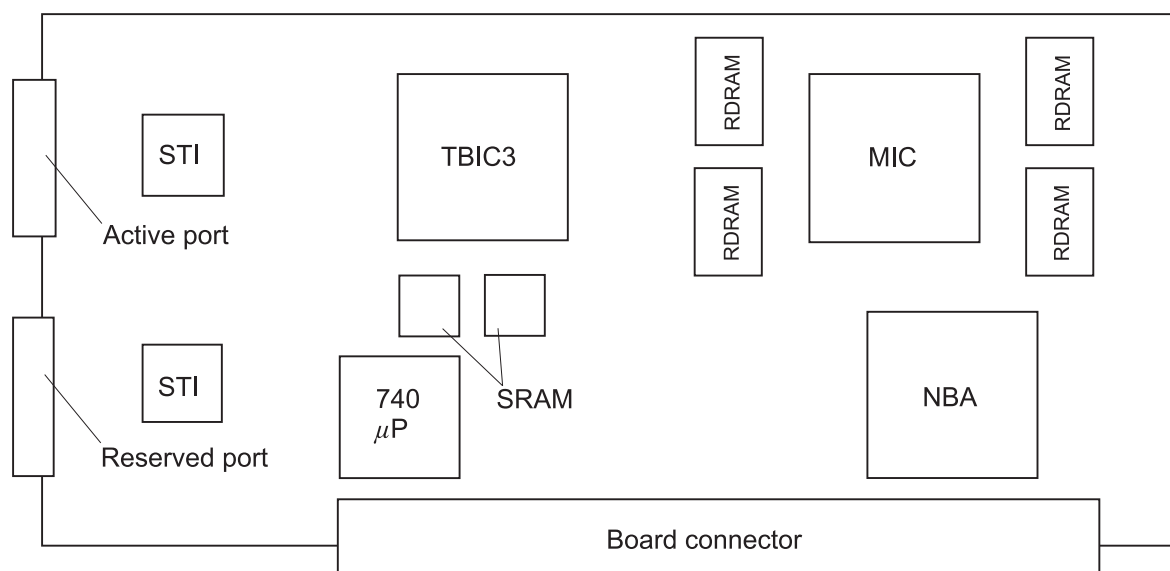 RDRAM
RDRAM
STI
TBIC3
MIC
Active port
RDRAM
RDRAM
STI
740
μP
SRAM
NBA
Reserved port
Board connector